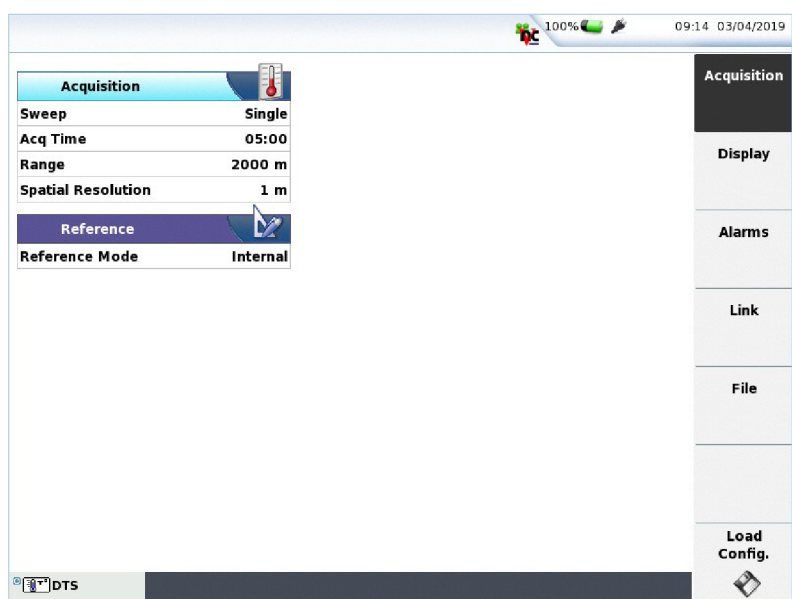 100%
09:14 03/04/2019
Acquisition
Sweep Single
Acq Time 05:00
Range 2000 m
Spatial Resolution 1 m
Reference
Reference Mode Internal
Acquisition
Display
Alarms
Link
File
Load
Config.
DTS